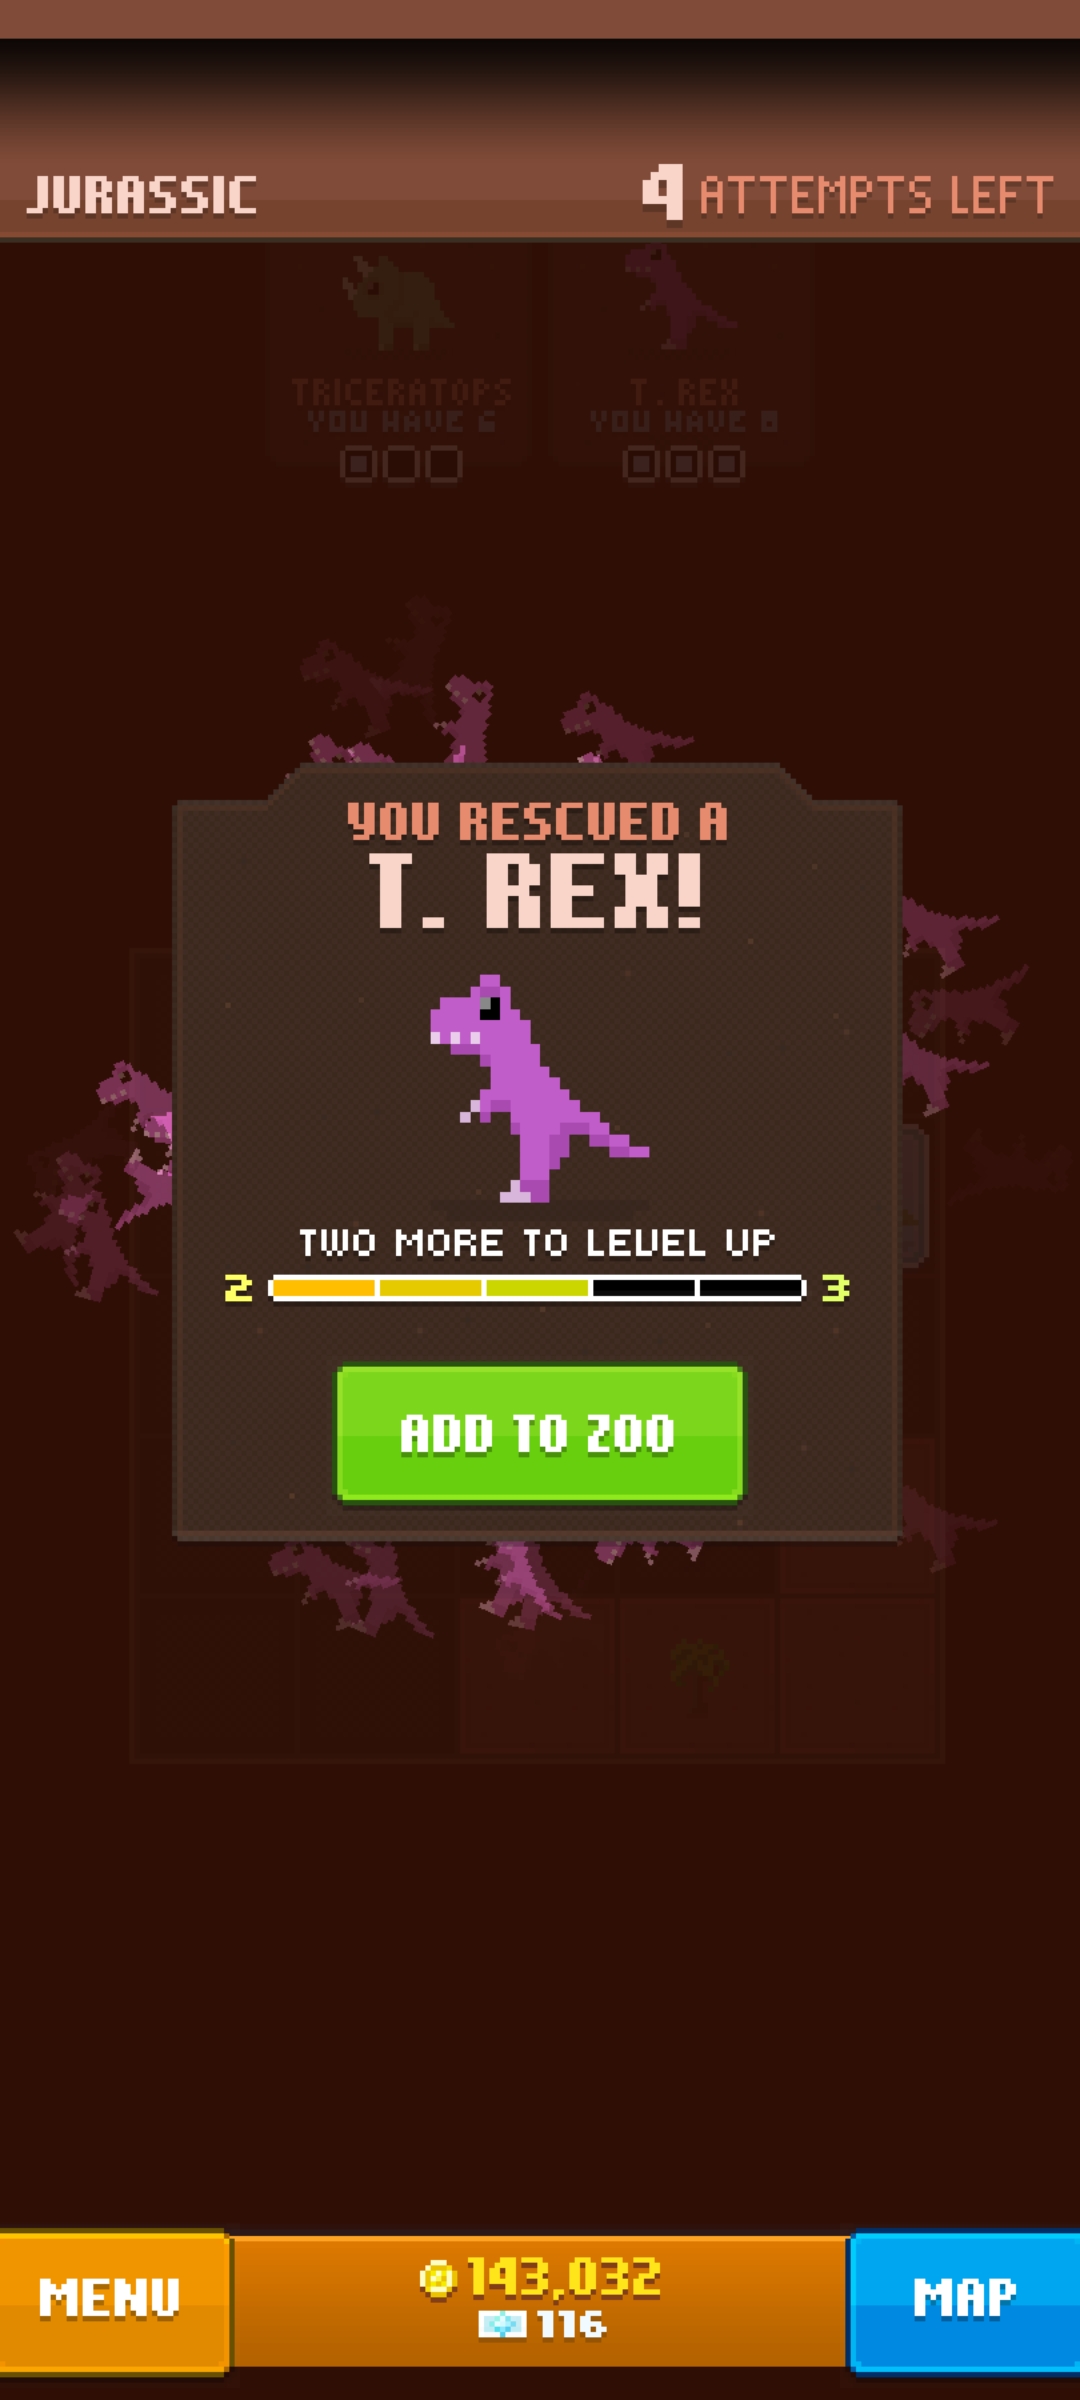 JURASSIC
4 ATTEMPTS LEFT
TRICERATOPS
YOU HAVE 6
T. REX
YOU HAVE 8
YOU RESCUED A
T. REX!
TWO MORE TO LEVEL UP
2
3
ADD TO ZOO
MENU
143,032
116
MAP